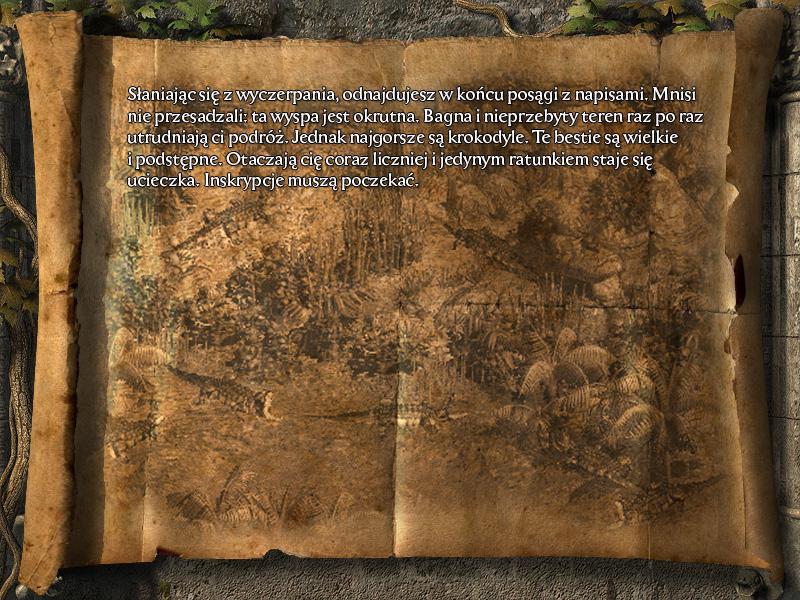 Słaniając się z wyczerpania, odnajdujesz w końcu posągi z napisami. Mnisi
nie przesadzali: ta wyspa jest okrutna. Bagna i nieprzebyty teren raz po raz
utrudniają ci podróż. Jednak najgorsze są krokodyle. Te bestie są wielkie
i podstępne. Otaczają cię coraz liczniej i jedynym ratunkiem staje się
ucieczka. Inskrypcje muszą poczekać.